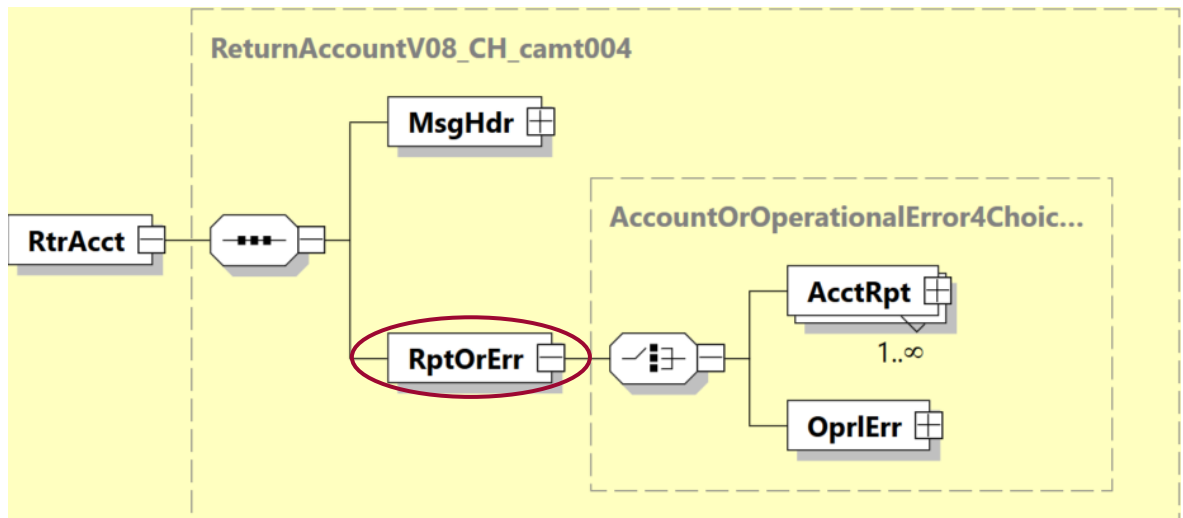 ReturnAccountV08_CH_camt004
MsgHdr
AccountOrOperationalError4Choic...
RtrAcct
AcctRpt
1..∞
RptOrErr
OprlErr